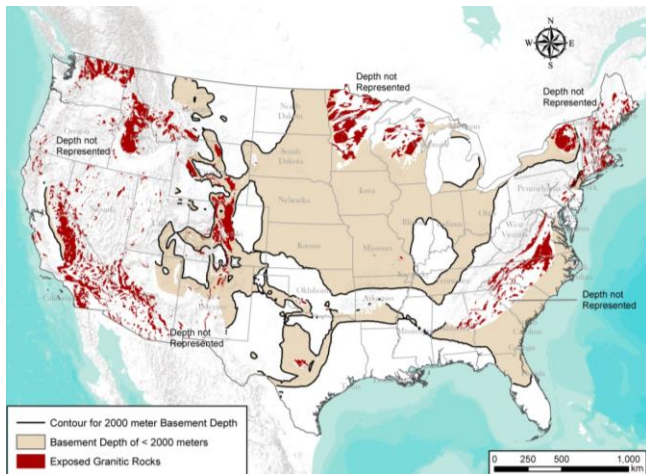 N
W E
S
Depth not
Represented
Depth not
Represented
Depth not
Represented
North
Dakota
South
Dakota
Iowa
Nebraska
Pennsylvania
Ohio
Nevada
West
Virginia
Kansas
Missouri
Oklahoma
Arkansas
Depth not
Represented
Depth not
Represented
Contour for 2000 meter Basement Depth
Basement Depth of < 2000 meters
Exposed Granitic Rocks
0 250 500 1,000
km